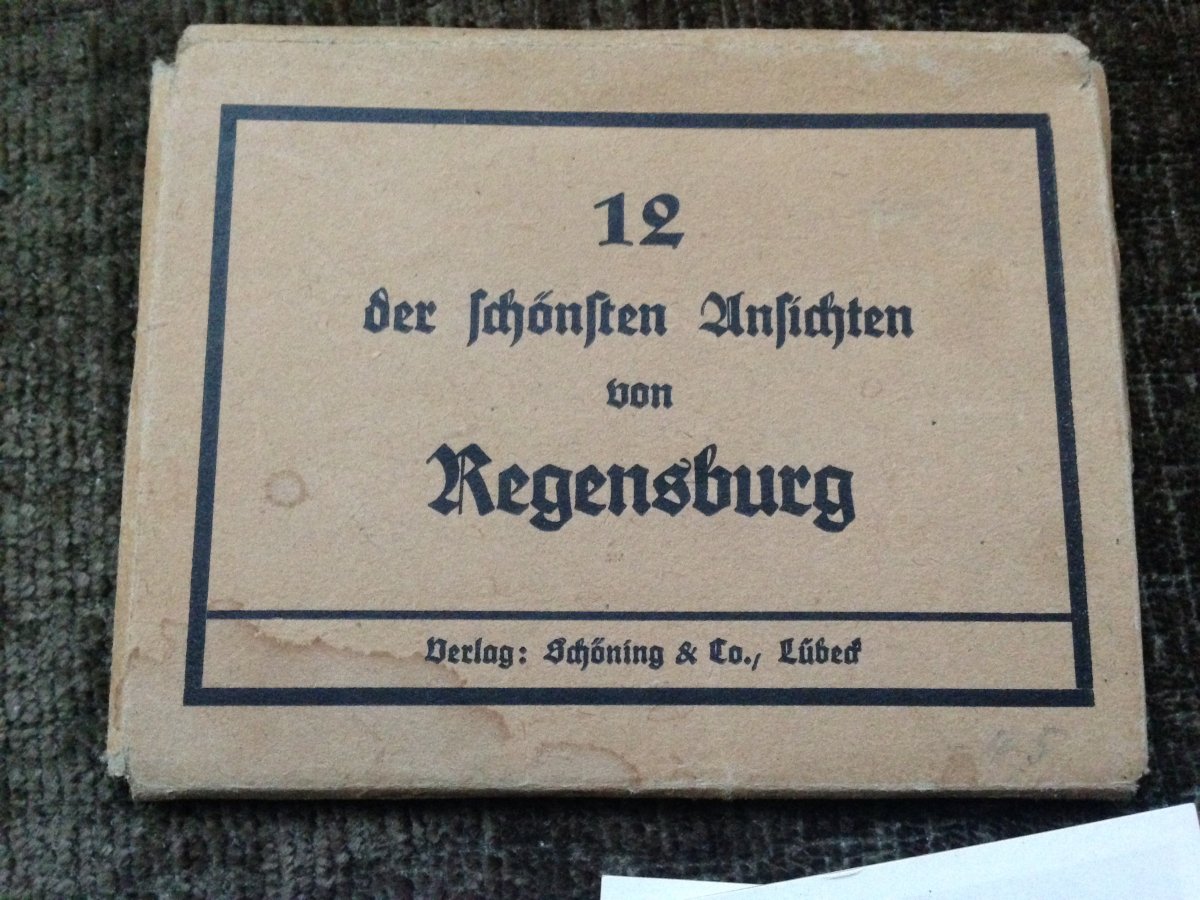 12
der schönsten Ansichten
von
Regensburg
Verlag: Schöning & Co., Lübeck